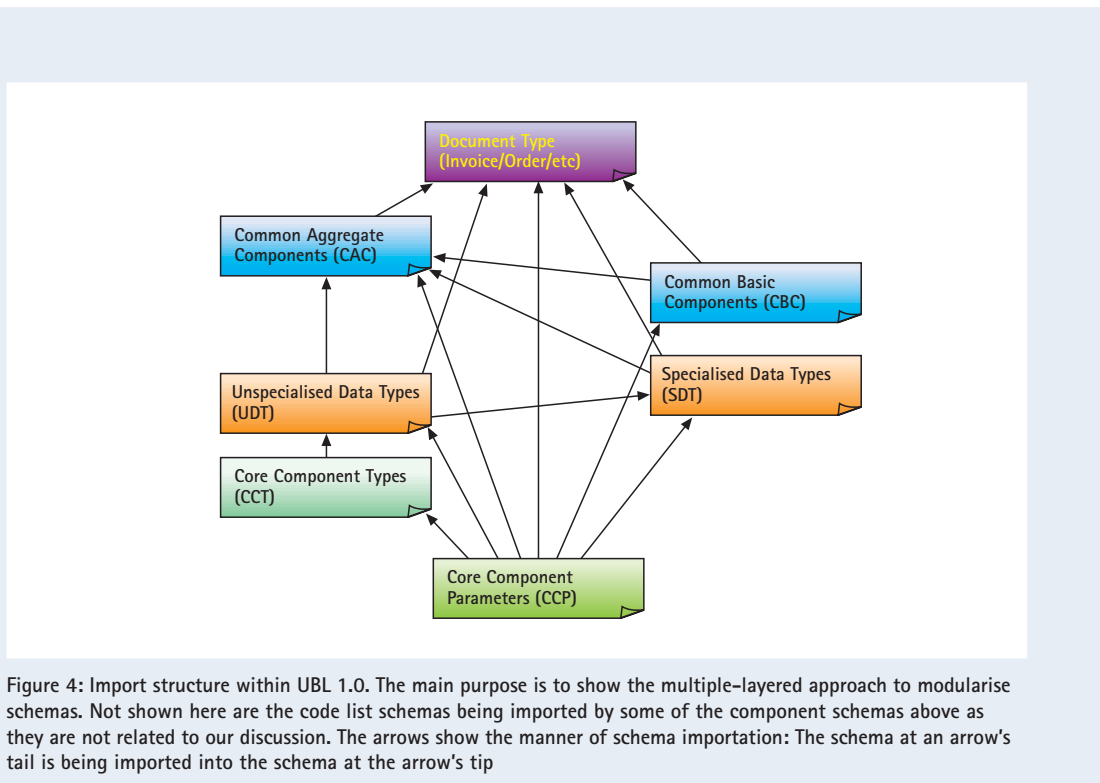 Document Type
(Invoice/Order/etc)
Common Aggregate
Components (CAC)
Common Basic
Components (CBC)
Unspecialised Data Types
(UDT)
Specialised Data Types
(SDT)
Core Component Types
(CCT)
Core Component
Parameters (CCP)
Figure 4: Import structure within UBL 1.0. The main purpose is to show the multiple-layered approach to modularise
schemas. Not shown here are the code list schemas being imported by some of the component schemas above as
they are not related to our discussion. The arrows show the manner of schema importation: The schema at an arrow's
tail is being imported into the schema at the arrow's tip